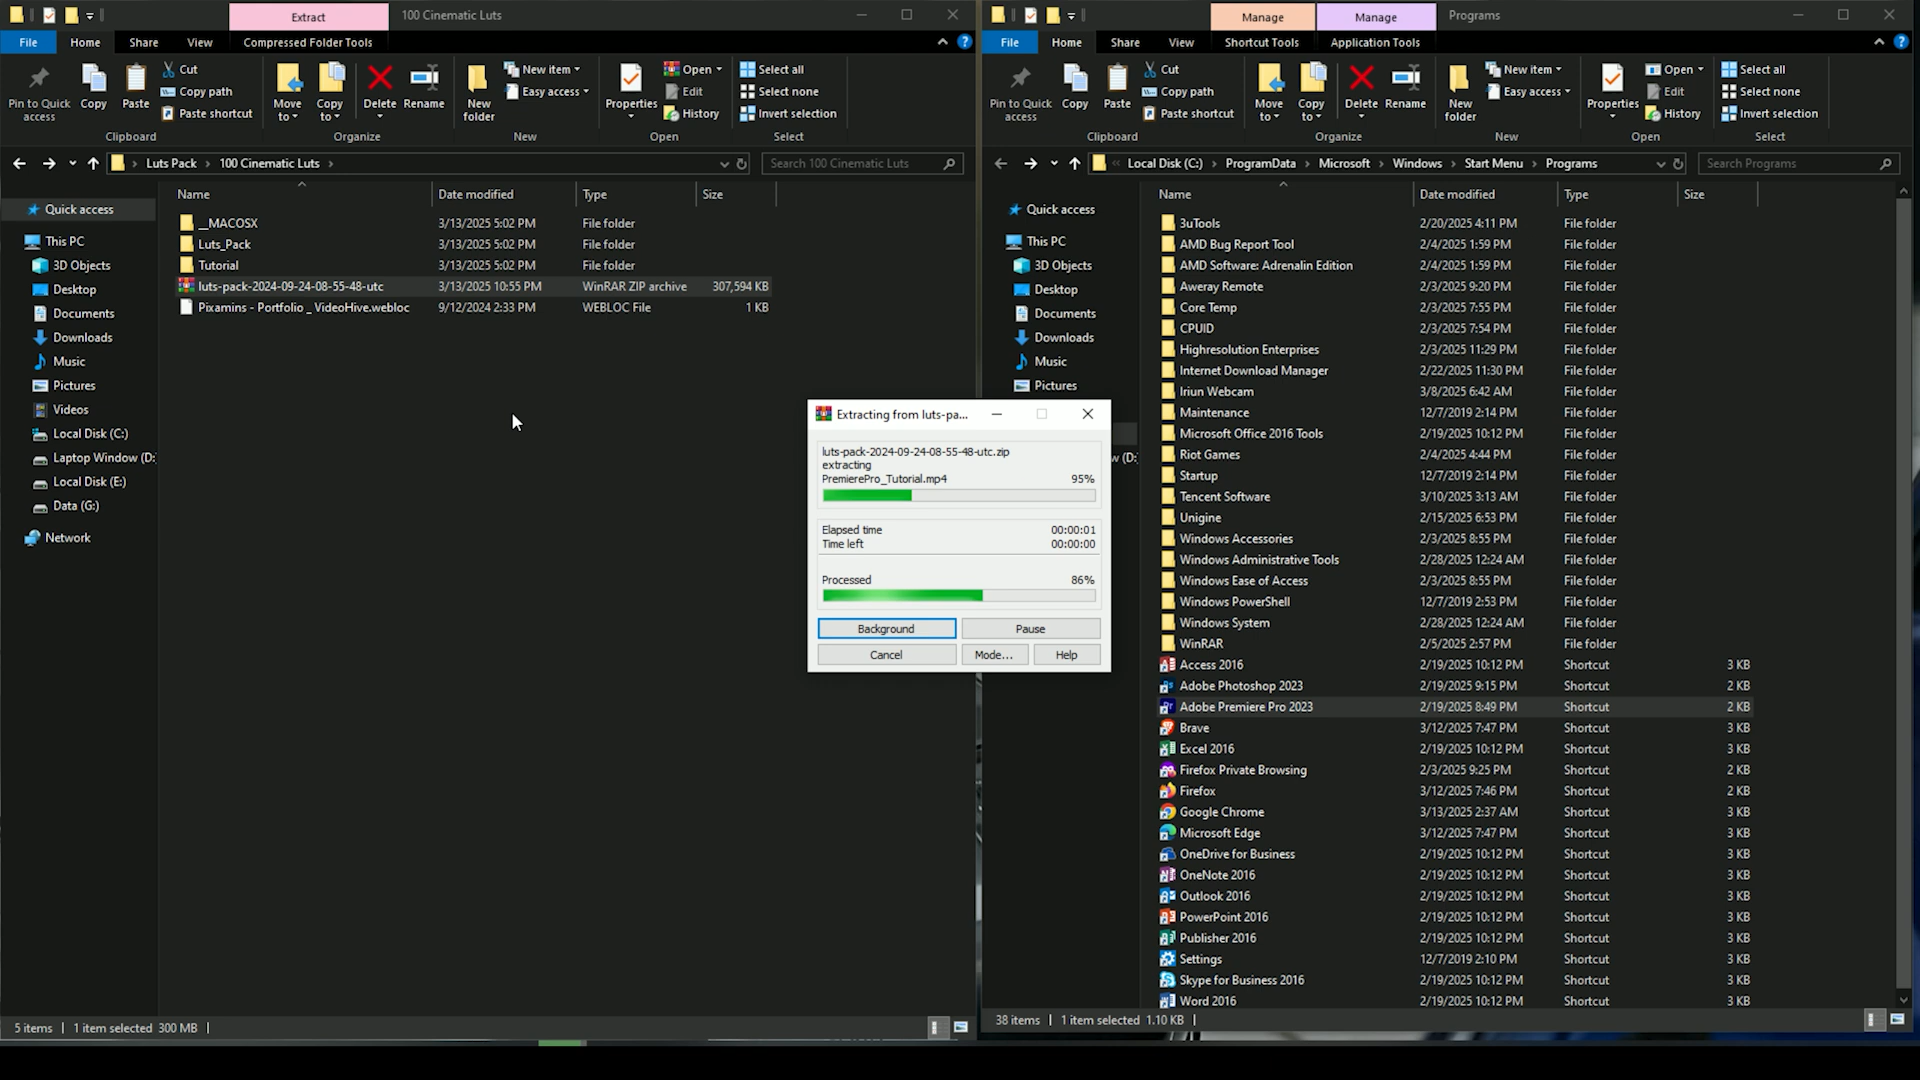 Extract
100 Cinematic Luts
File
Home
Share
View
Compressed Folder Tools
Pin to Quick access
Copy
Paste
Cut
Copy path
Paste shortcut
Move to
Copy to
Delete
Rename
New folder
New item
Easy access
Properties
Open
Edit
History
Select all
Select none
Invert selection
Clipboard
Organize
New
Open
Select
Luts Pack
100 Cinematic Luts
Search 100 Cinematic Luts
Name
Date modified
Type
Size
Quick access
This PC
3D Objects
Desktop
Documents
Downloads
Music
Pictures
Videos
Local Disk (C:)
Laptop Window (D:
Local Disk (E:)
Data (G:)
Network
__MACOSX 3/13/2025 5:02 PM File folder
Luts_Pack 3/13/2025 5:02 PM File folder
Tutorial 3/13/2025 5:02 PM File folder
luts-pack-2024-09-24-08-55-48-utc 3/13/2025 10:55 PM WinRAR ZIP archive 307,594 KB
Pixamins - Portfolio _ VideoHive.webloc 9/12/2024 2:33 PM WEBLOC File 1 KB
5 items
1 item selected 300 MB
Extracting from luts-pa...
luts-pack-2024-09-24-08-55-48-utc.zip
extracting
PremierePro_Tutorial.mp4 95%
Elapsed time 00:00:01
Time left 00:00:00
Processed 86%
Background
Pause
Cancel
Mode...
Help
Manage
Manage
Programs
File
Home
Share
View
Shortcut Tools
Application Tools
Pin to Quick access
Copy
Paste
Cut
Copy path
Paste shortcut
Move to
Copy to
Delete
Rename
New folder
New item
Easy access
Properties
Open
Edit
History
Select all
Select none
Invert selection
Clipboard
Organize
New
Open
Select
Local Disk (C:)
ProgramData
Microsoft
Windows
Start Menu
Programs
Search Programs
Name
Date modified
Type
Size
Quick access
This PC
3D Objects
Desktop
Documents
Downloads
Music
Pictures
w (D:
3uTools 2/20/2025 4:11 PM File folder
AMD Bug Report Tool 2/4/2025 1:59 PM File folder
AMD Software: Adrenalin Edition 2/4/2025 1:59 PM File folder
Aweray Remote 2/3/2025 9:20 PM File folder
Core Temp 2/3/2025 7:55 PM File folder
CPUID 2/3/2025 7:54 PM File folder
Highresolution Enterprises 2/3/2025 11:29 PM File folder
Internet Download Manager 2/22/2025 11:30 PM File folder
Iriun Webcam 3/8/2025 6:42 AM File folder
Maintenance 12/7/2019 2:14 PM File folder
Microsoft Office 2016 Tools 2/19/2025 10:12 PM File folder
Riot Games 2/4/2025 4:44 PM File folder
Startup 12/7/2019 2:14 PM File folder
Tencent Software 3/10/2025 3:13 AM File folder
Unigine 2/15/2025 6:53 PM File folder
Windows Accessories 2/3/2025 8:55 PM File folder
Windows Administrative Tools 2/28/2025 12:24 AM File folder
Windows Ease of Access 2/3/2025 8:55 PM File folder
Windows PowerShell 12/7/2019 2:53 PM File folder
Windows System 2/28/2025 12:24 AM File folder
WinRAR 2/5/2025 2:57 PM File folder
Access 2016 2/19/2025 10:12 PM Shortcut 3 KB
Adobe Photoshop 2023 2/19/2025 9:15 PM Shortcut 2 KB
Adobe Premiere Pro 2023 2/19/2025 8:49 PM Shortcut 2 KB
Brave 3/12/2025 7:47 PM Shortcut 3 KB
Excel 2016 2/19/2025 10:12 PM Shortcut 3 KB
Firefox Private Browsing 2/3/2025 9:25 PM Shortcut 2 KB
Firefox 3/12/2025 7:46 PM Shortcut 2 KB
Google Chrome 3/13/2025 2:37 AM Shortcut 3 KB
Microsoft Edge 3/12/2025 7:47 PM Shortcut 3 KB
OneDrive for Business 2/19/2025 10:12 PM Shortcut 3 KB
OneNote 2016 2/19/2025 10:12 PM Shortcut 3 KB
Outlook 2016 2/19/2025 10:12 PM Shortcut 3 KB
PowerPoint 2016 2/19/2025 10:12 PM Shortcut 3 KB
Publisher 2016 2/19/2025 10:12 PM Shortcut 3 KB
Settings 12/7/2019 2:10 PM Shortcut 3 KB
Skype for Business 2016 2/19/2025 10:12 PM Shortcut 3 KB
Word 2016 2/19/2025 10:12 PM Shortcut 3 KB
38 items
1 item selected 1.10 KB